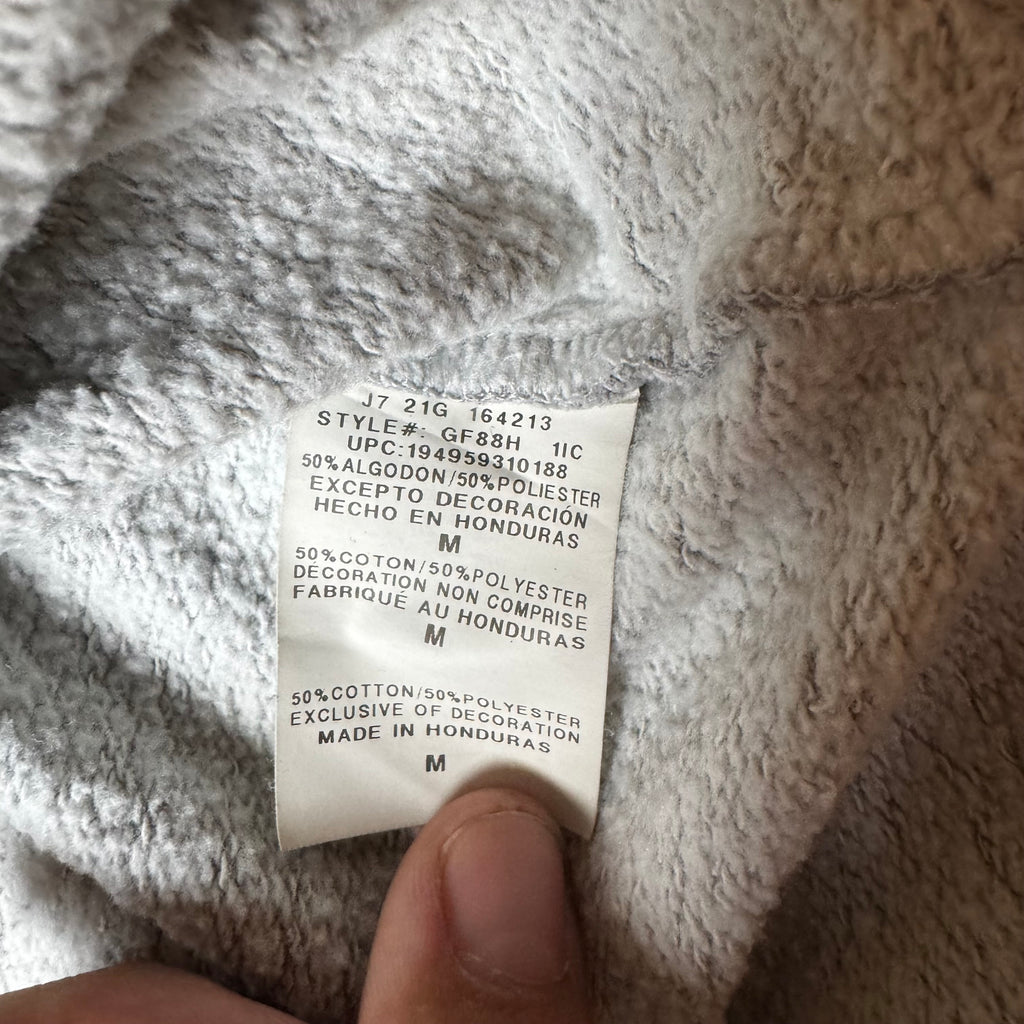 J7 21G 164213
STYLE#: GF88H 1IC
UPC:194959310188
50%ALGODON/50%POLIESTER
EXCEPTO DECORACIÓN
HECHO EN HONDURAS
M
50%COTON/50%POLYESTER
DÉCORATION NON COMPRISE
FABRIQUÉ AU HONDURAS
M
50%COTTON/50%POLYESTER
EXCLUSIVE OF DECORATION
MADE IN HONDURAS
M